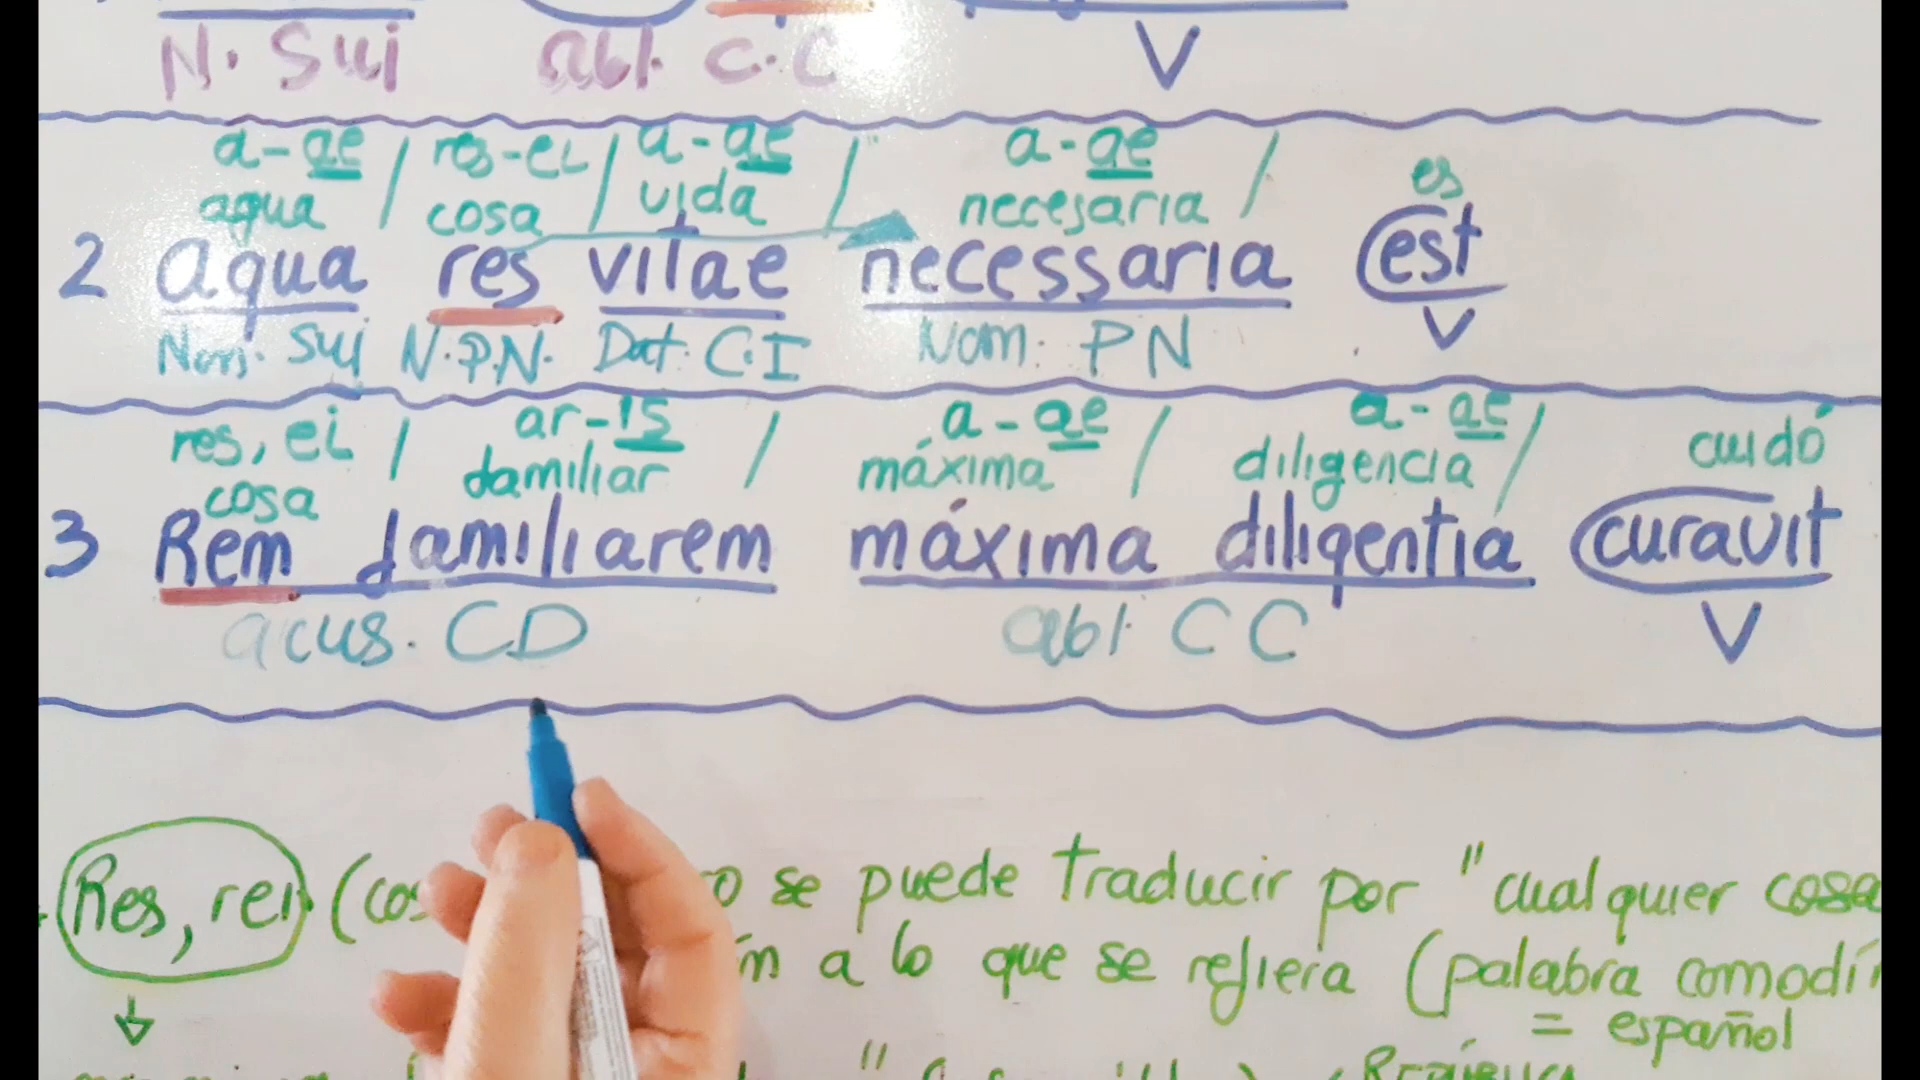 N. Suj abl. C.C V
a-ae / res-ei / a-ae / a-ae / es
agua cosa vida necesaria
2 aqua res vitae necessaria est
Nom. Suj N.P.N. Dat. C.I Nom. PN V
res, ei / ar-is / a-ae / a-ae / cuidó
cosa familiar máxima diligencia
3 Rem familiarem máxima diligentia curavit
acus. CD abl. CC V
Res, rei (cos o se puede traducir por "cualquier cosa
ín a lo que se refiera (palabra comodín
= español